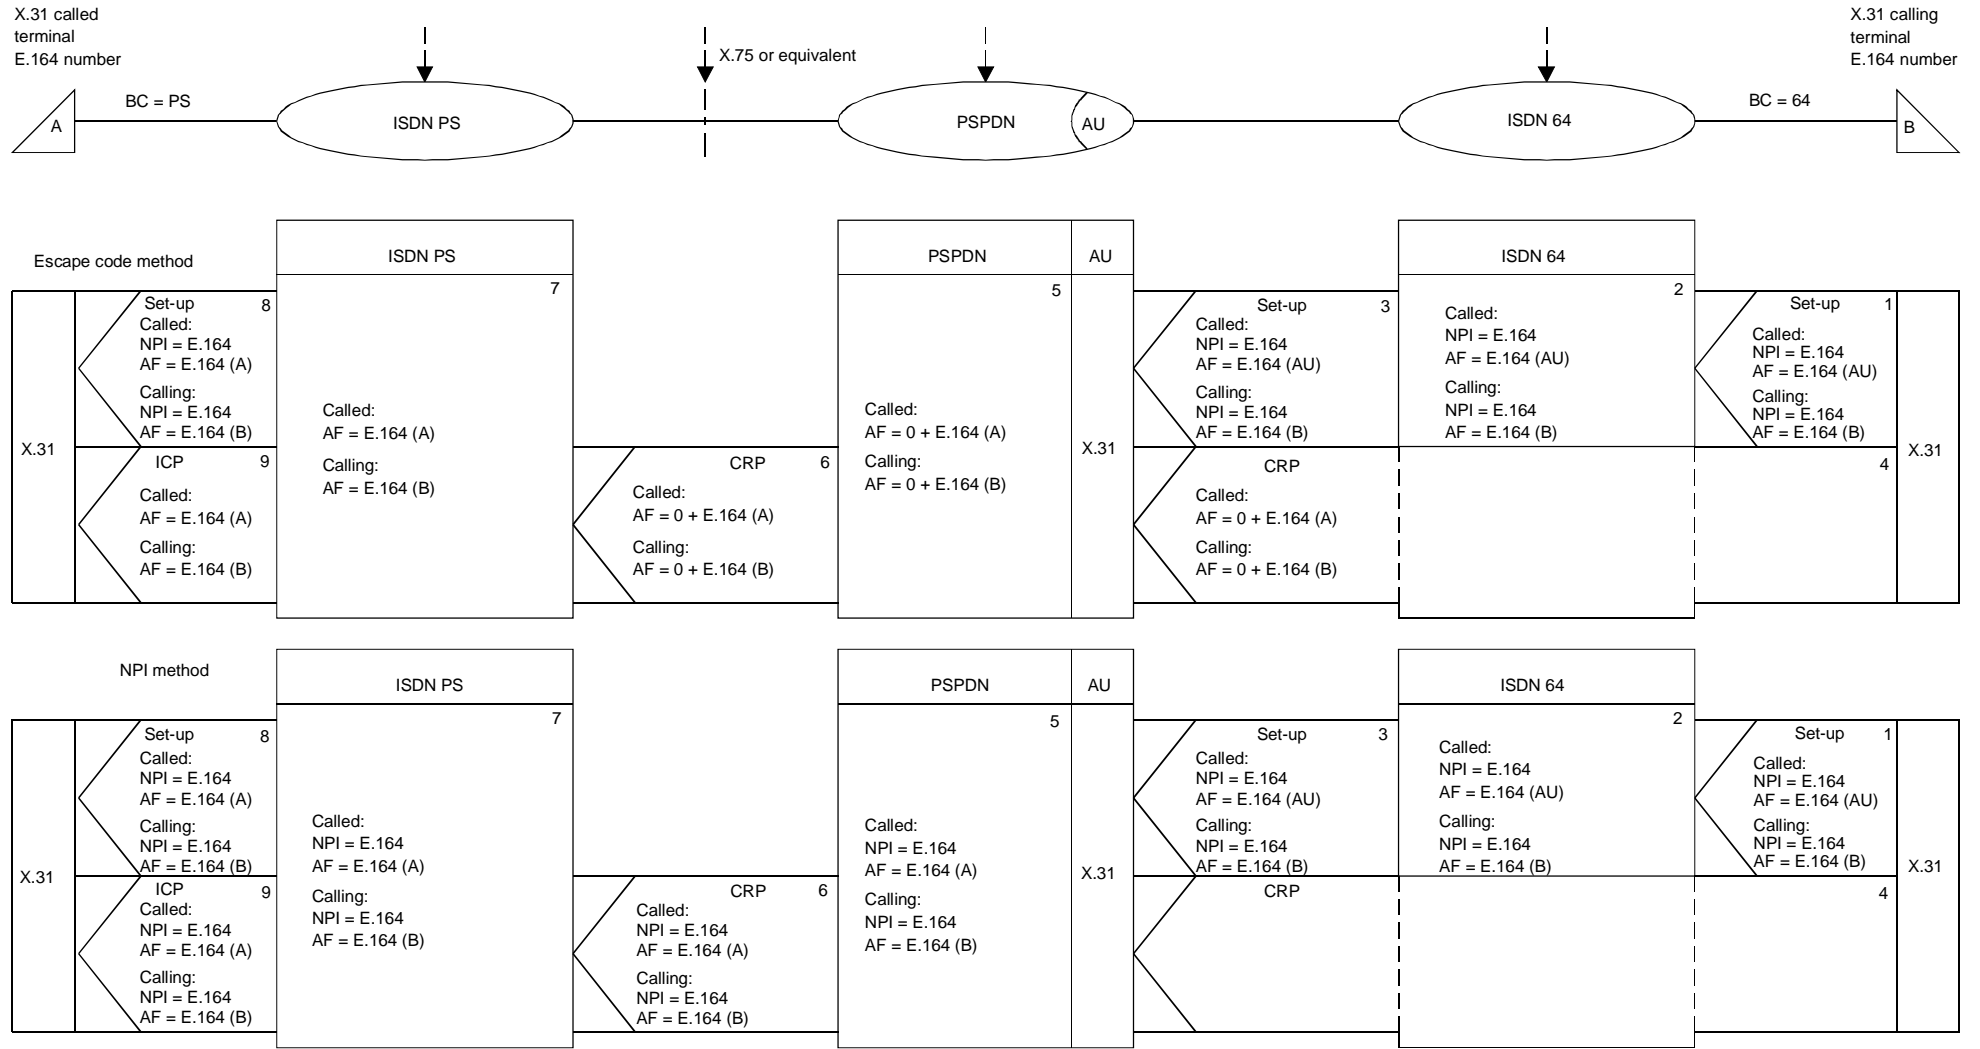 X.31 called
terminal
E.164 number
X.75 or equivalent
X.31 calling
terminal
E.164 number
A
BC = PS
ISDN PS
PSPDN
AU
ISDN 64
BC = 64
B
Escape code method
ISDN PS
PSPDN
AU
ISDN 64
X.31
Set-up
8
Called:
NPI = E.164
AF = E.164 (A)
Calling:
NPI = E.164
AF = E.164 (B)
ICP
9
Called:
AF = E.164 (A)
Calling:
AF = E.164 (B)
7
Called:
AF = E.164 (A)
Calling:
AF = E.164 (B)
CRP
6
Called:
AF = 0 + E.164 (A)
Calling:
AF = 0 + E.164 (B)
5
Called:
AF = 0 + E.164 (A)
Calling:
AF = 0 + E.164 (B)
X.31
Set-up
3
Called:
NPI = E.164
AF = E.164 (AU)
Calling:
NPI = E.164
AF = E.164 (B)
CRP
Called:
AF = 0 + E.164 (A)
Calling:
AF = 0 + E.164 (B)
2
Called:
NPI = E.164
AF = E.164 (AU)
Calling:
NPI = E.164
AF = E.164 (B)
Set-up
1
Called:
NPI = E.164
AF = E.164 (AU)
Calling:
NPI = E.164
AF = E.164 (B)
4
X.31
NPI method
ISDN PS
PSPDN
AU
ISDN 64
X.31
Set-up
8
Called:
NPI = E.164
AF = E.164 (A)
Calling:
NPI = E.164
AF = E.164 (B)
ICP
9
Called:
NPI = E.164
AF = E.164 (A)
Calling:
NPI = E.164
AF = E.164 (B)
7
Called:
NPI = E.164
AF = E.164 (A)
Calling:
NPI = E.164
AF = E.164 (B)
CRP
6
Called:
NPI = E.164
AF = E.164 (A)
Calling:
NPI = E.164
AF = E.164 (B)
5
Called:
NPI = E.164
AF = E.164 (A)
Calling:
NPI = E.164
AF = E.164 (B)
X.31
Set-up
3
Called:
NPI = E.164
AF = E.164 (AU)
Calling:
NPI = E.164
AF = E.164 (B)
CRP
2
Called:
NPI = E.164
AF = E.164 (AU)
Calling:
NPI = E.164
AF = E.164 (B)
Set-up
1
Called:
NPI = E.164
AF = E.164 (AU)
Calling:
NPI = E.164
AF = E.164 (B)
4
X.31